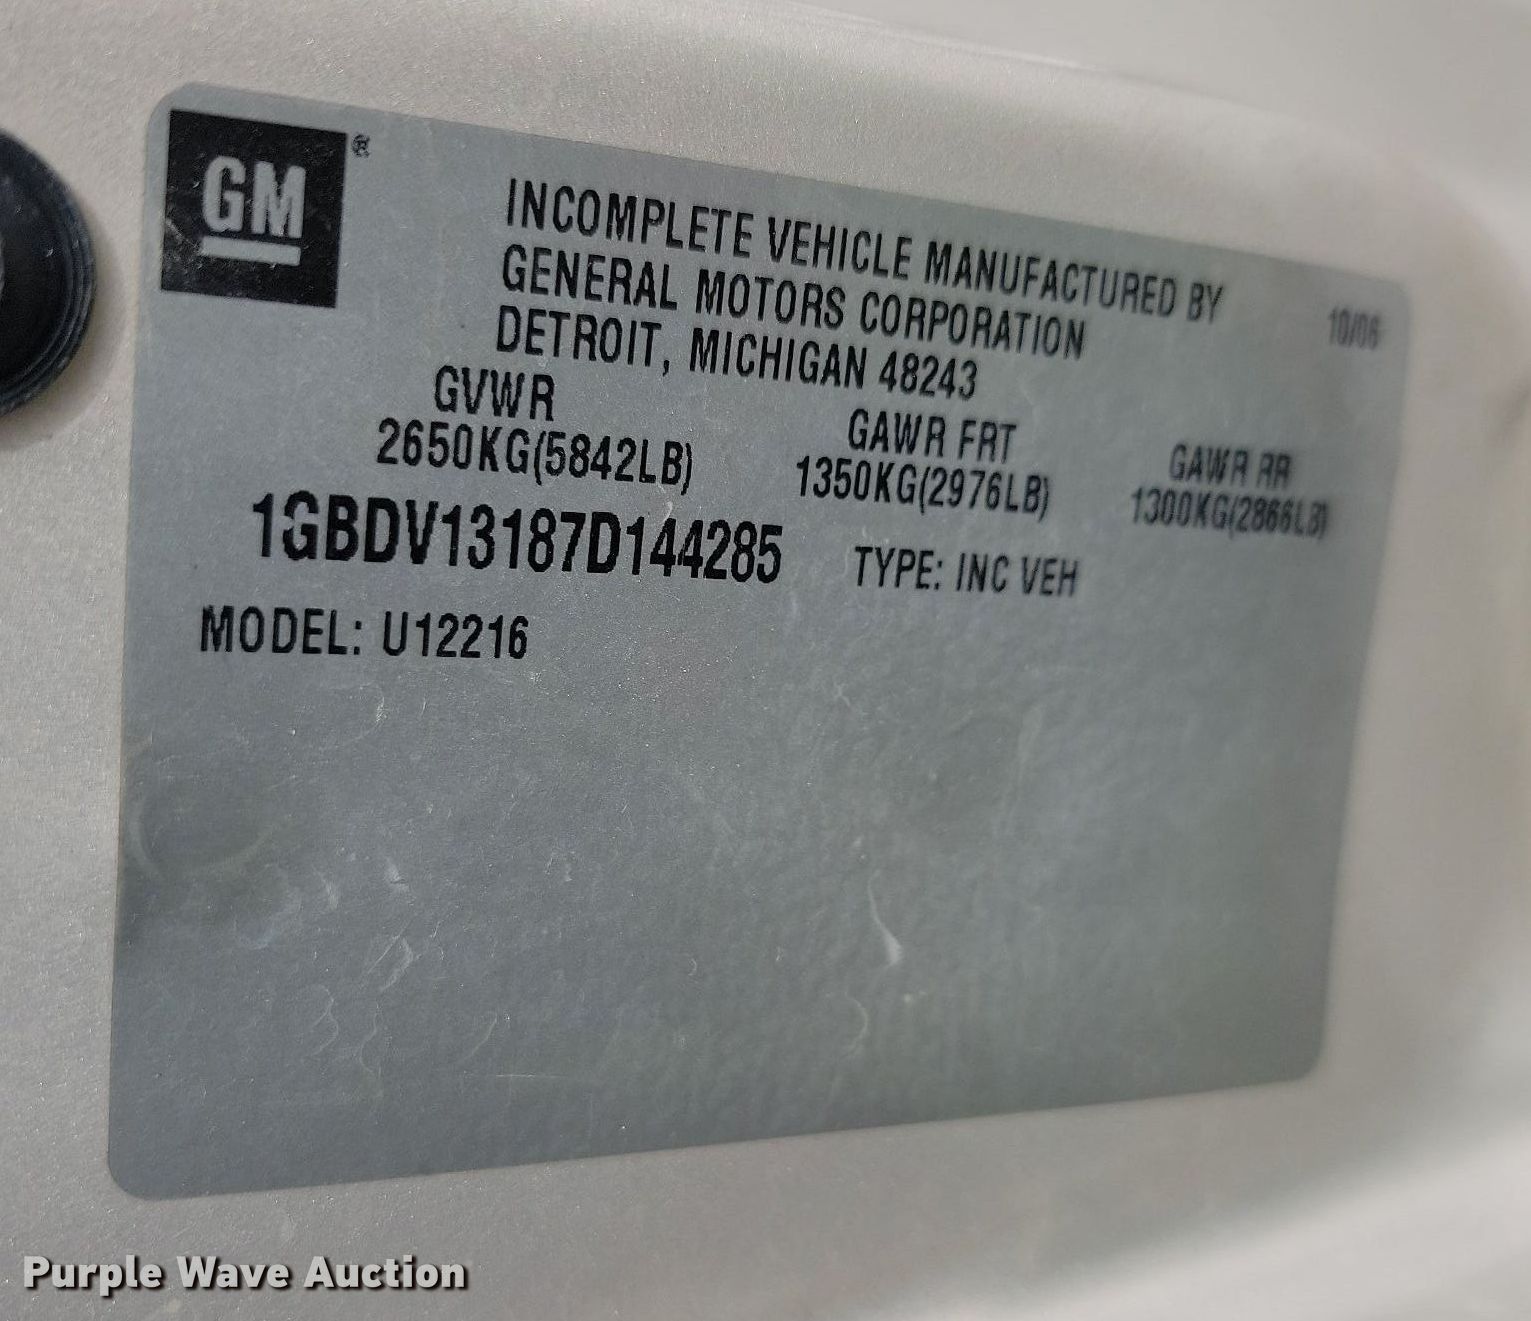 GM®
INCOMPLETE VEHICLE MANUFACTURED BY
GENERAL MOTORS CORPORATION
DETROIT, MICHIGAN 48243
10/06
GVWR
2650KG(5842LB)
GAWR FRT
1350KG(2976LB)
GAWR RR
1300KG(2866LB)
1GBDV13187D144285
TYPE: INC VEH
MODEL: U12216
Purple Wave Auction